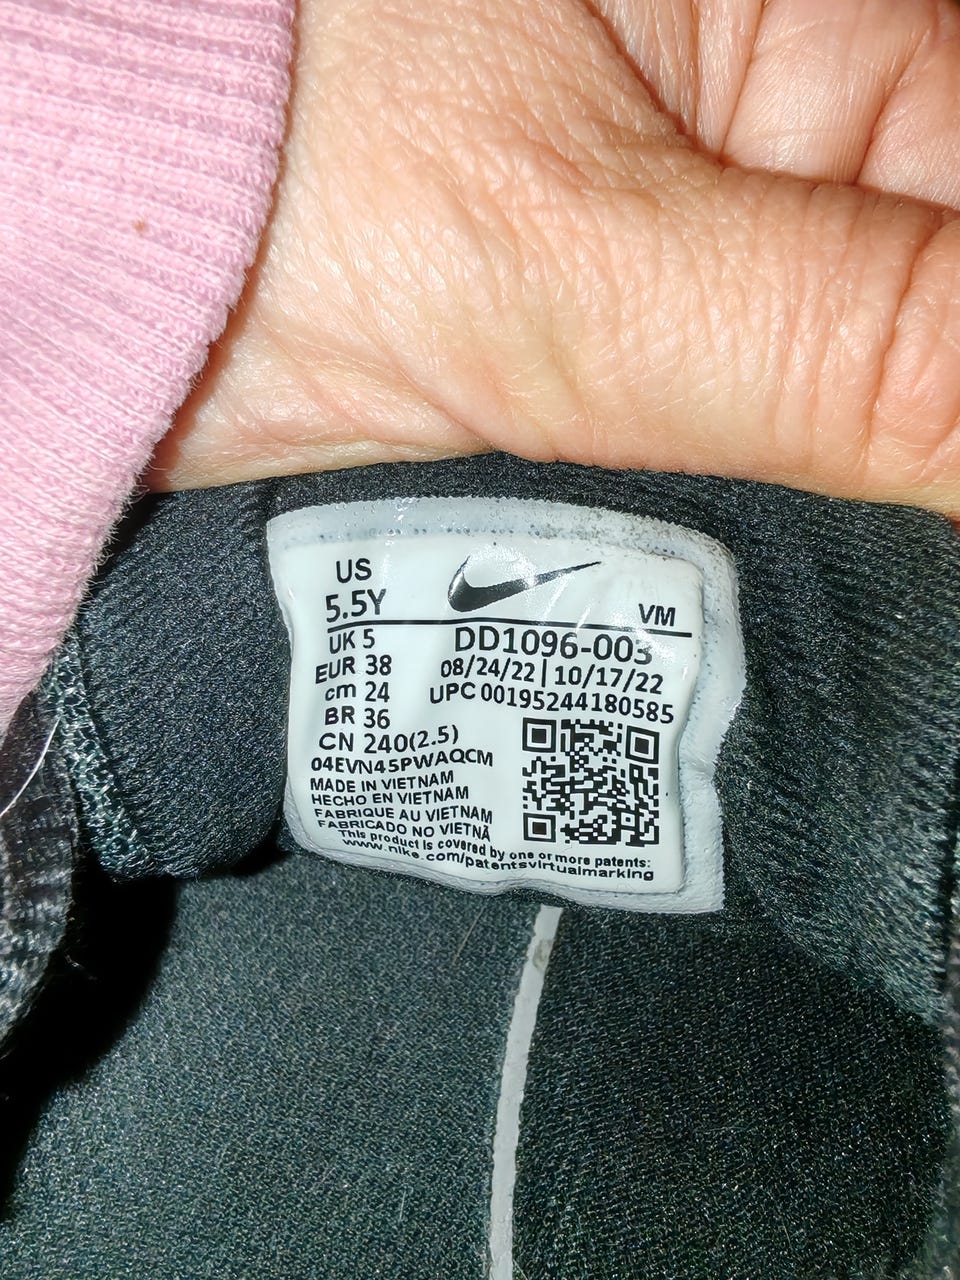 US
5.5Y
VM
UK 5
EUR 38
cm 24
BR 36
CN 240(2.5)
DD1096-003
08/24/22 | 10/17/22
UPC 00195244180585
04EVN45PWAQCM
MADE IN VIETNAM
HECHO EN VIETNAM
FABRIQUE AU VIETNAM
FABRICADO NO VIETNÃ
This product is covered by one or more patents:
www.nike.com/patentsvirtualmarking